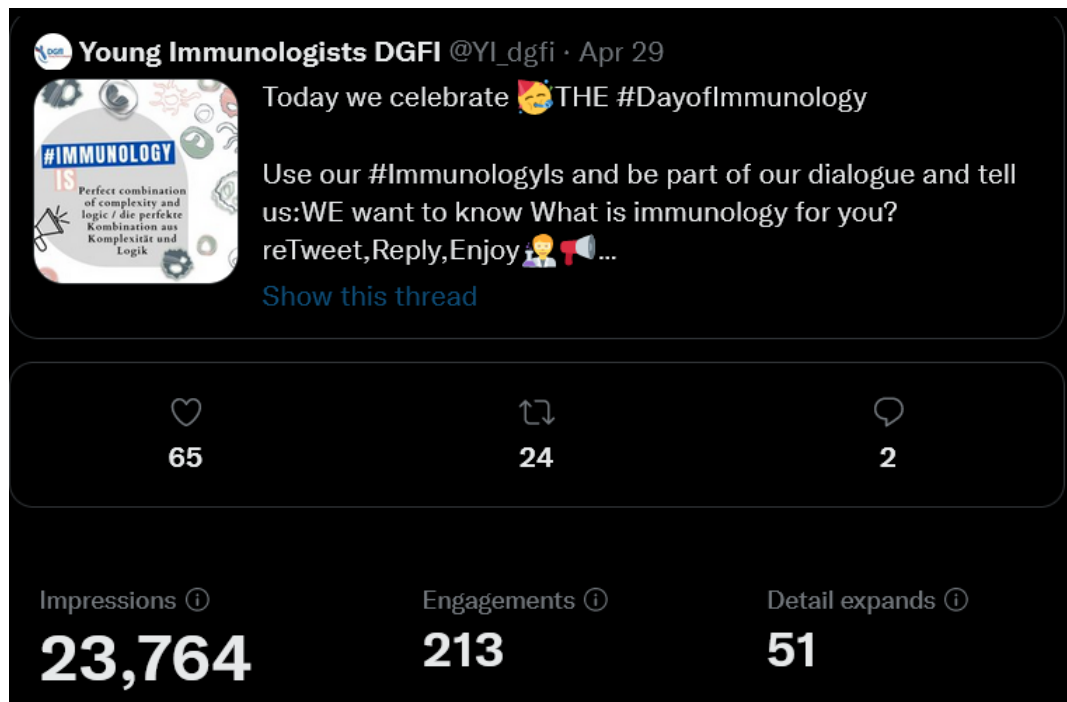 Young Immunologists DGFI @YI_dgfi · Apr 29
Today we celebrate 🥳THE #DayofImmunology
Use our #ImmunologyIs and be part of our dialogue and tell
us:WE want to know What is immunology for you?
reTweet,Reply,Enjoy🧑‍🔬📢...
Show this thread
DGfI
#IMMUNOLOGY
IS
Perfect combination
of complexity and
logic / die perfekte
Kombination aus
Komplexität und
Logik
65
24
2
Impressions
Engagements
Detail expands
23,764
213
51